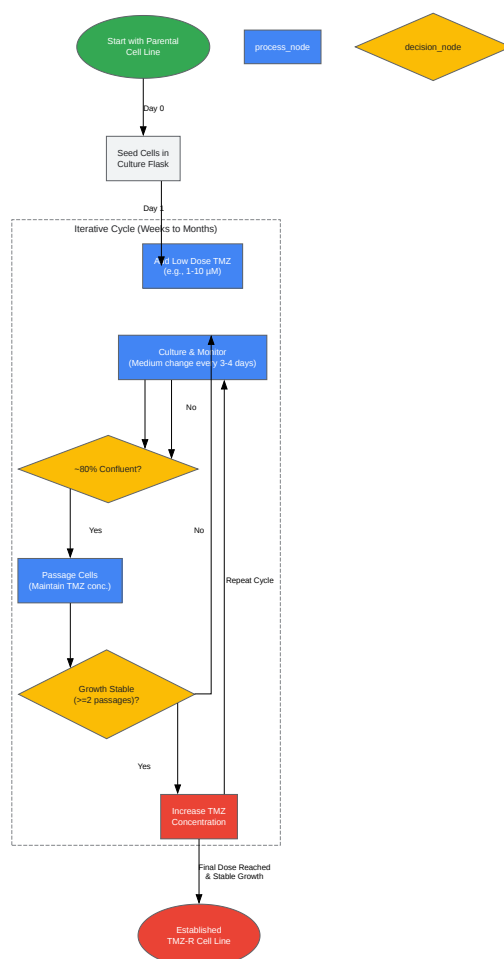 Start with Parental
Cell Line
process_node
decision_node
Day 0
Seed Cells in
Culture Flask
Day 1
Iterative Cycle (Weeks to Months)
Add Low Dose TMZ
(e.g., 1-10 µM)
Culture & Monitor
(Medium change every 3-4 days)
No
~80% Confluent?
Yes
No
Passage Cells
(Maintain TMZ conc.)
Repeat Cycle
Growth Stable
(>=2 passages)?
Yes
Increase TMZ
Concentration
Final Dose Reached
& Stable Growth
Established
TMZ-R Cell Line